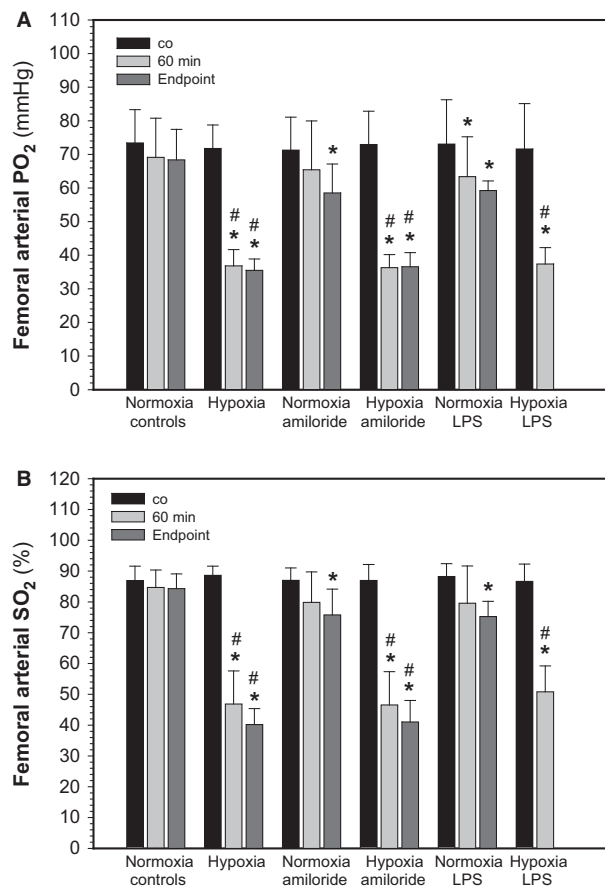 A
110
100
90
80
70
60
50
40
30
20
10
0
Femoral arterial PO2 (mmHg)
co
60 min
Endpoint
* * *
# # # # #
* * * * * *
Normoxia controls
Hypoxia
Normoxia amiloride
Hypoxia amiloride
Normoxia LPS
Hypoxia LPS
B
120
110
100
90
80
70
60
50
40
30
20
10
0
Femoral arterial SO2 (%)
co
60 min
Endpoint
* *
# # # # #
* * * * *
Normoxia controls
Hypoxia
Normoxia amiloride
Hypoxia amiloride
Normoxia LPS
Hypoxia LPS